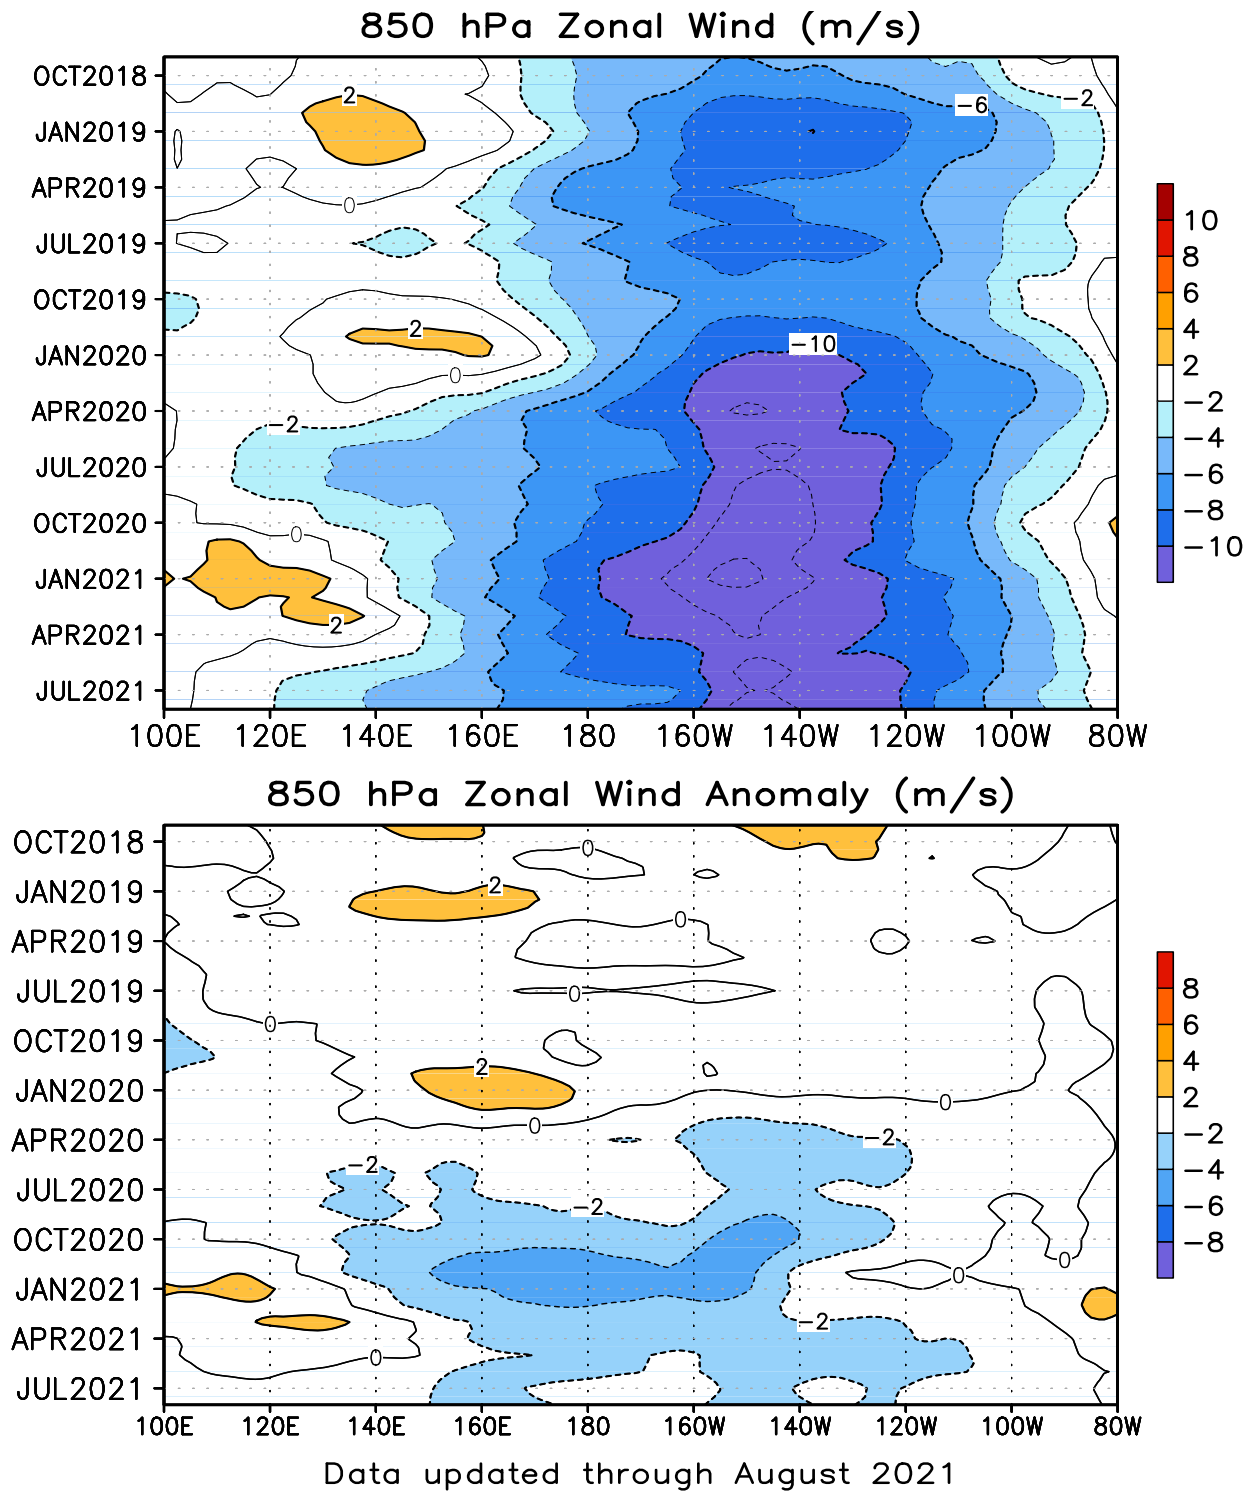 850 hPa Zonal Wind (m/s)
OCT2018
JAN2019
APR2019
JUL2019
OCT2019
JAN2020
APR2020
JUL2020
OCT2020
JAN2021
APR2021
JUL2021
2
0
2
0
−2
0
2
−10
−6
−2
100E 120E 140E 160E 180 160W 140W 120W 100W 80W
10
8
6
4
2
−2
−4
−6
−8
−10
850 hPa Zonal Wind Anomaly (m/s)
OCT2018
JAN2019
APR2019
JUL2019
OCT2019
JAN2020
APR2020
JUL2020
OCT2020
JAN2021
APR2021
JUL2021
0
2
0
0
0
2
0
0
−2
−2
−2
0
0
−2
0
100E 120E 140E 160E 180 160W 140W 120W 100W 80W
8
6
4
2
−2
−4
−6
−8
Data updated through August 2021